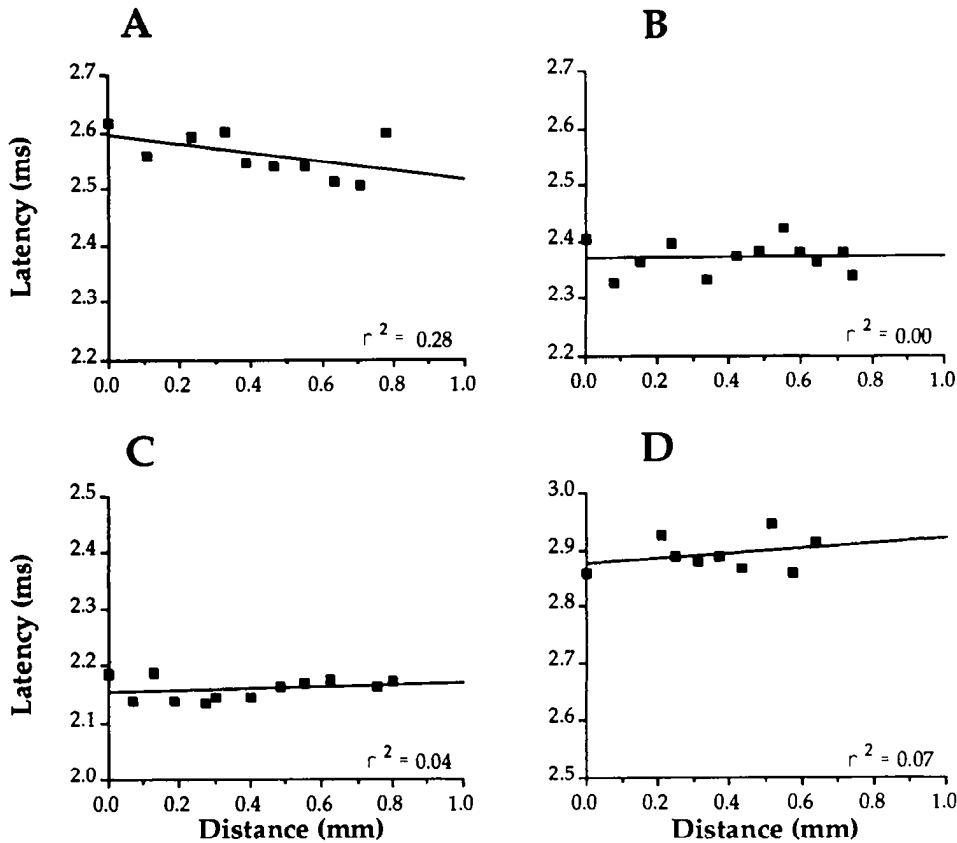 A
2.7
2.6
2.5
2.4
2.3
2.2
Latency (ms)
r 2 = 0.28
0.0 0.2 0.4 0.6 0.8 1.0
B
2.7
2.6
2.5
2.4
2.3
2.2
r 2 = 0.00
0.0 0.2 0.4 0.6 0.8 1.0
C
2.5
2.4
2.3
2.2
2.1
2.0
Latency (ms)
r 2 = 0.04
0.0 0.2 0.4 0.6 0.8 1.0
Distance (mm)
D
3.0
2.9
2.8
2.7
2.6
2.5
r 2 = 0.07
0.0 0.2 0.4 0.6 0.8 1.0
Distance (mm)